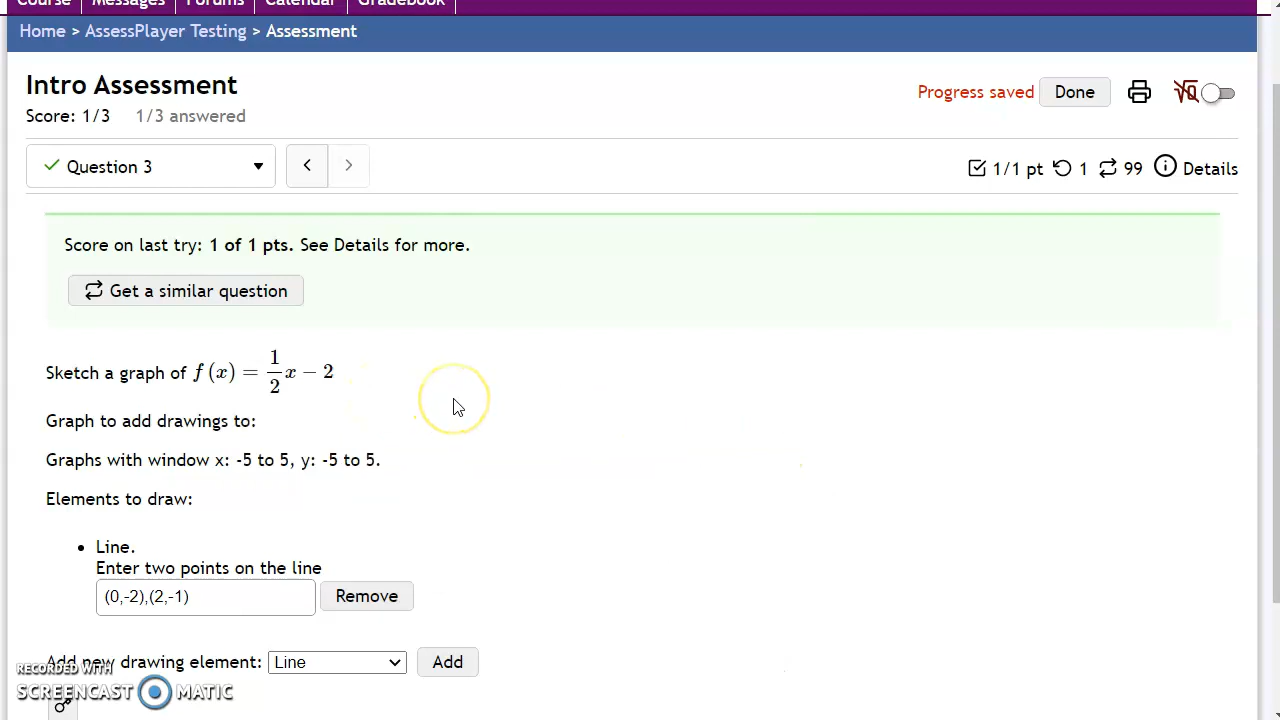 Course Messages Forums Calendar Gradebook
Home > AssessPlayer Testing > Assessment
Intro Assessment
Progress saved Done
Score: 1/3 1/3 answered
Question 3 < > 1/1 pt 1 99 Details
Score on last try: 1 of 1 pts. See Details for more.
Get a similar question
Sketch a graph of f(x) = 1/2 x − 2
Graph to add drawings to:
Graphs with window x: -5 to 5, y: -5 to 5.
Elements to draw:
• Line.
Enter two points on the line
(0,-2),(2,-1) Remove
Add new drawing element: Line Add
RECORDED WITH
SCREENCAST MATIC